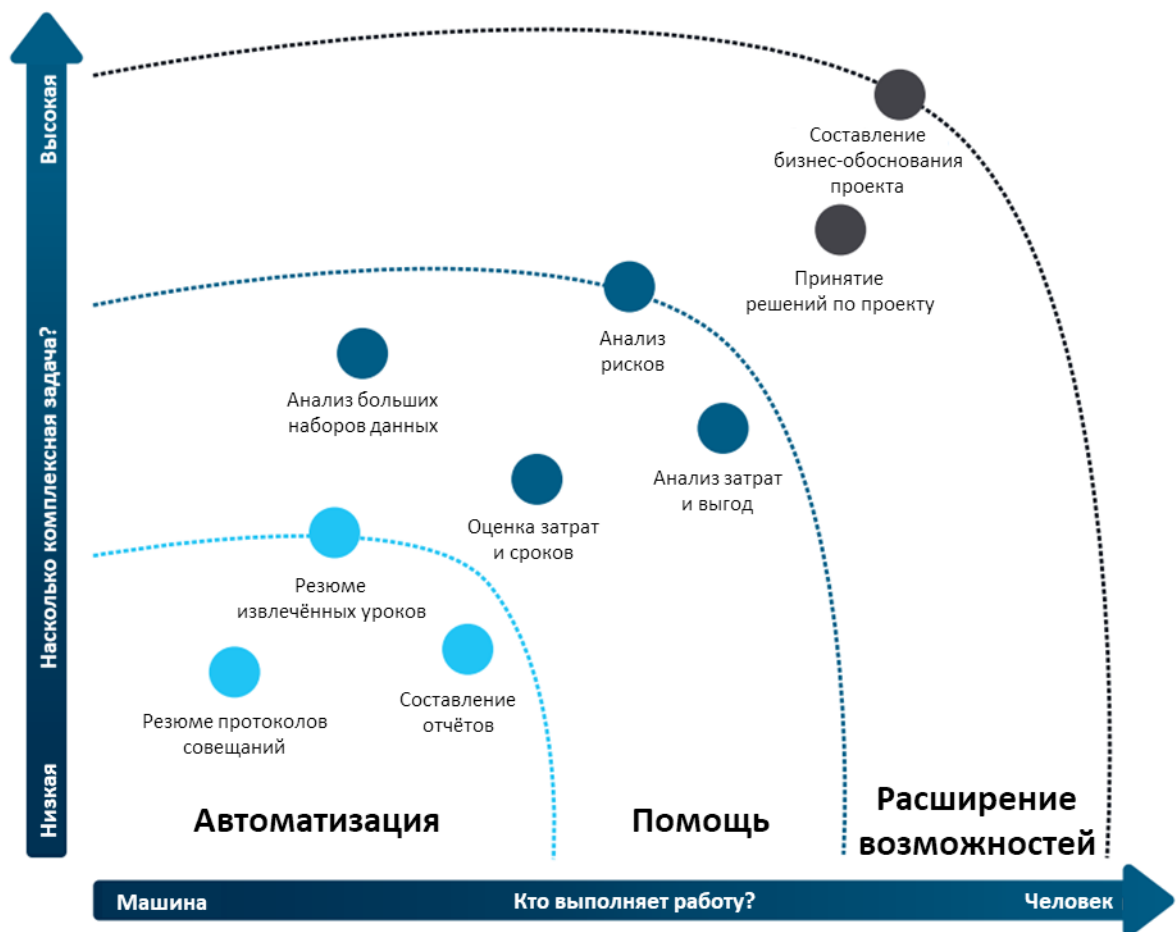 Высокая
Насколько комплексная задача?
Низкая
Составление
бизнес-обоснования
проекта
Принятие
решений по проекту
Анализ
рисков
Анализ больших
наборов данных
Анализ затрат
и выгод
Оценка затрат
и сроков
Резюме
извлечённых уроков
Составление
отчётов
Резюме протоколов
совещаний
Автоматизация
Помощь
Расширение
возможностей
Машина
Кто выполняет работу?
Человек